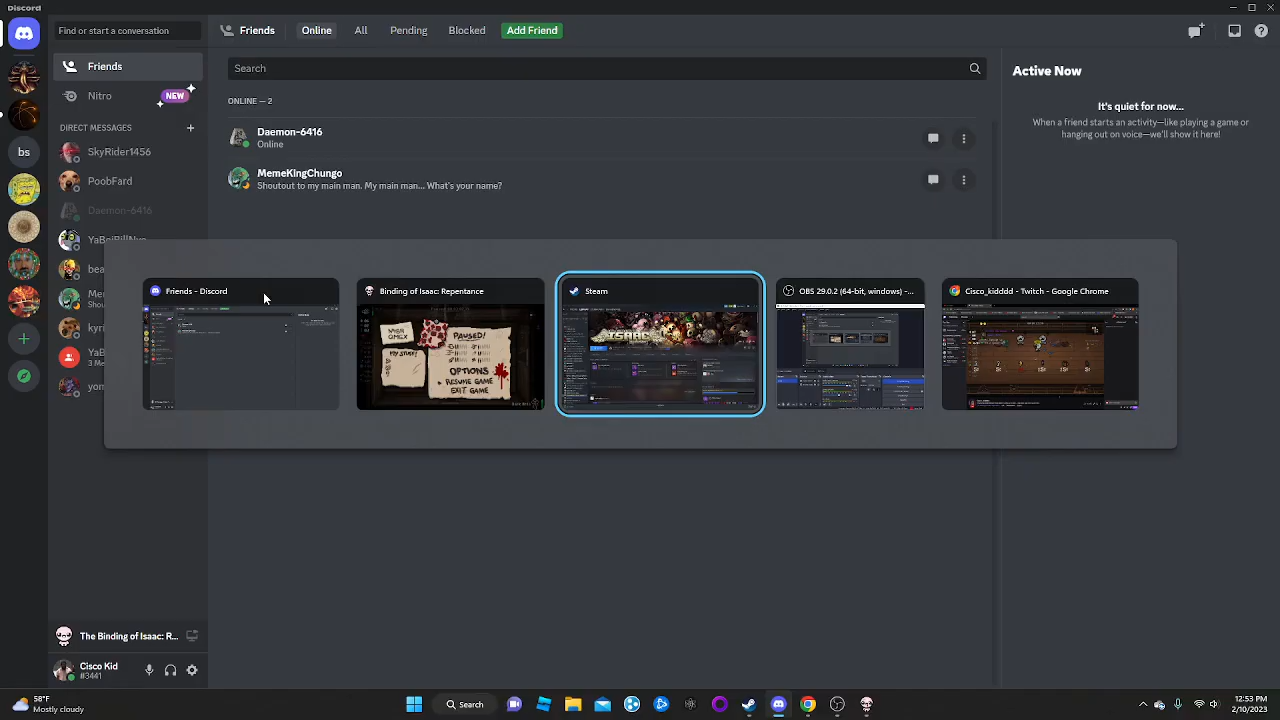 Discord
Find or start a conversation
Friends
Online
All
Pending
Blocked
Add Friend
Friends
Nitro
NEW
DIRECT MESSAGES
SkyRider1456
PoobFard
Daemon-6416
bs
Search
ONLINE — 2
Daemon-6416
Online
MemeKingChungo
Shoutout to my main man. My main man... What's your name?
Active Now
It's quiet for now...
When a friend starts an activity—like playing a game or
hanging out on voice—we'll show it here!
Friends - Discord
Binding of Isaac: Repentance
PAUSED!
OPTIONS
RESUME GAME
EXIT GAME
MY STUFF!
Steam
OBS 29.0.2 (64-bit, windows) -...
Cisco_kidddd - Twitch - Google Chrome
The Binding of Isaac: R...
Cisco Kid
#3441
58°F
Mostly cloudy
Search
12:53 PM
2/10/2023